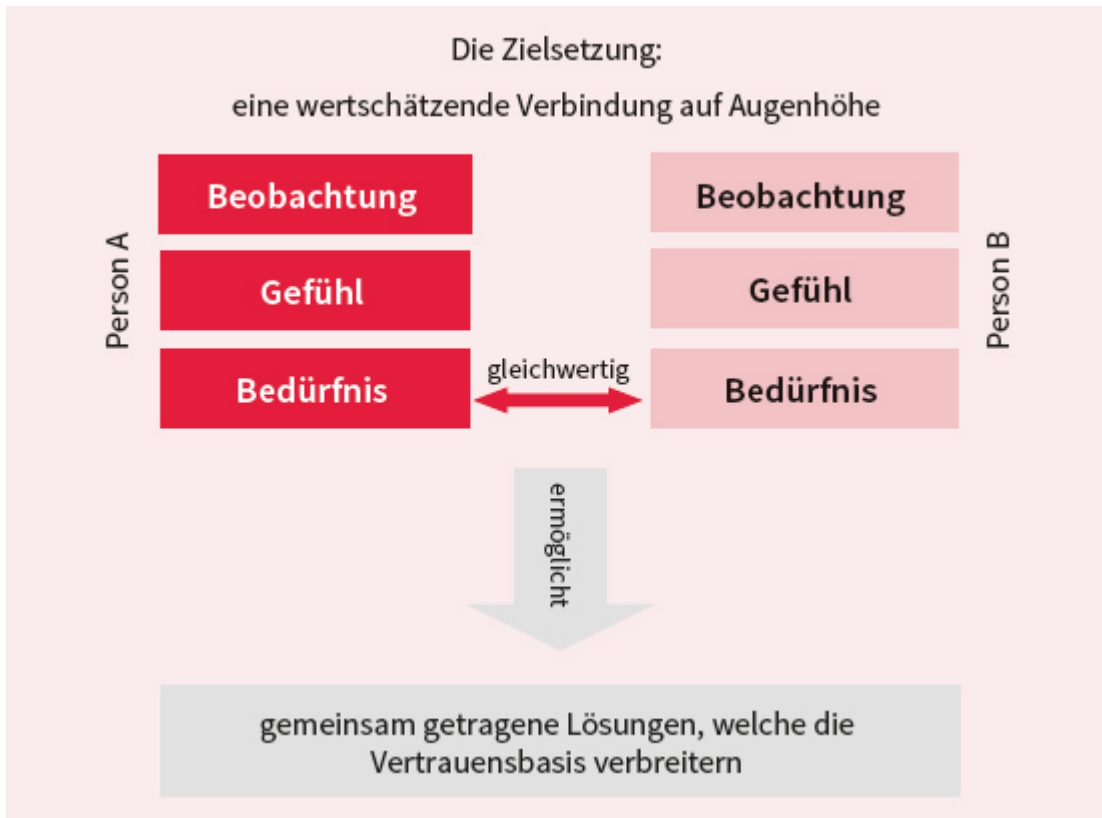 Die Zielsetzung:
eine wertschätzende Verbindung auf Augenhöhe
Person A
Beobachtung
Gefühl
Bedürfnis
gleichwertig
Beobachtung
Gefühl
Bedürfnis
Person B
ermöglicht
gemeinsam getragene Lösungen, welche die
Vertrauensbasis verbreitern